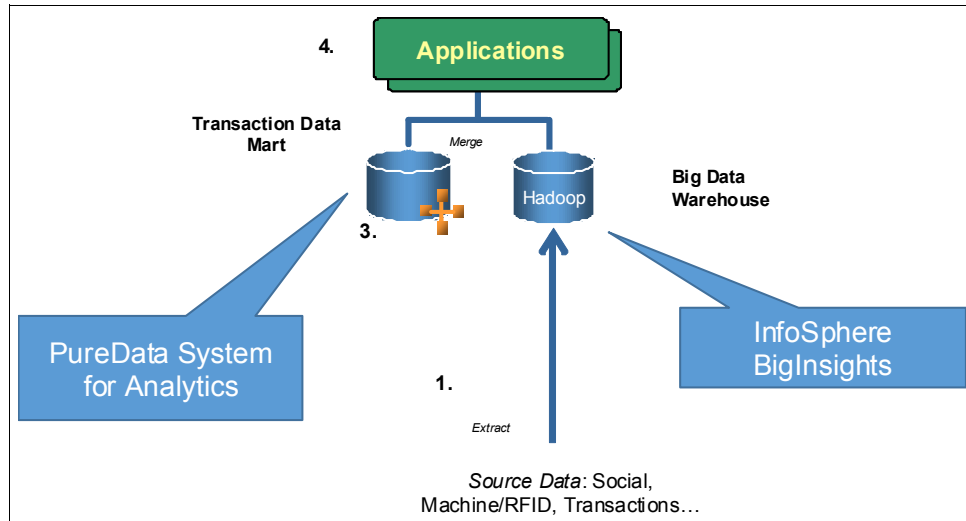 4.
Applications
Transaction Data
Mart
Merge
Hadoop
Big Data
Warehouse
3.
PureData System
for Analytics
InfoSphere
BigInsights
1.
Extract
Source Data: Social,
Machine/RFID, Transactions…